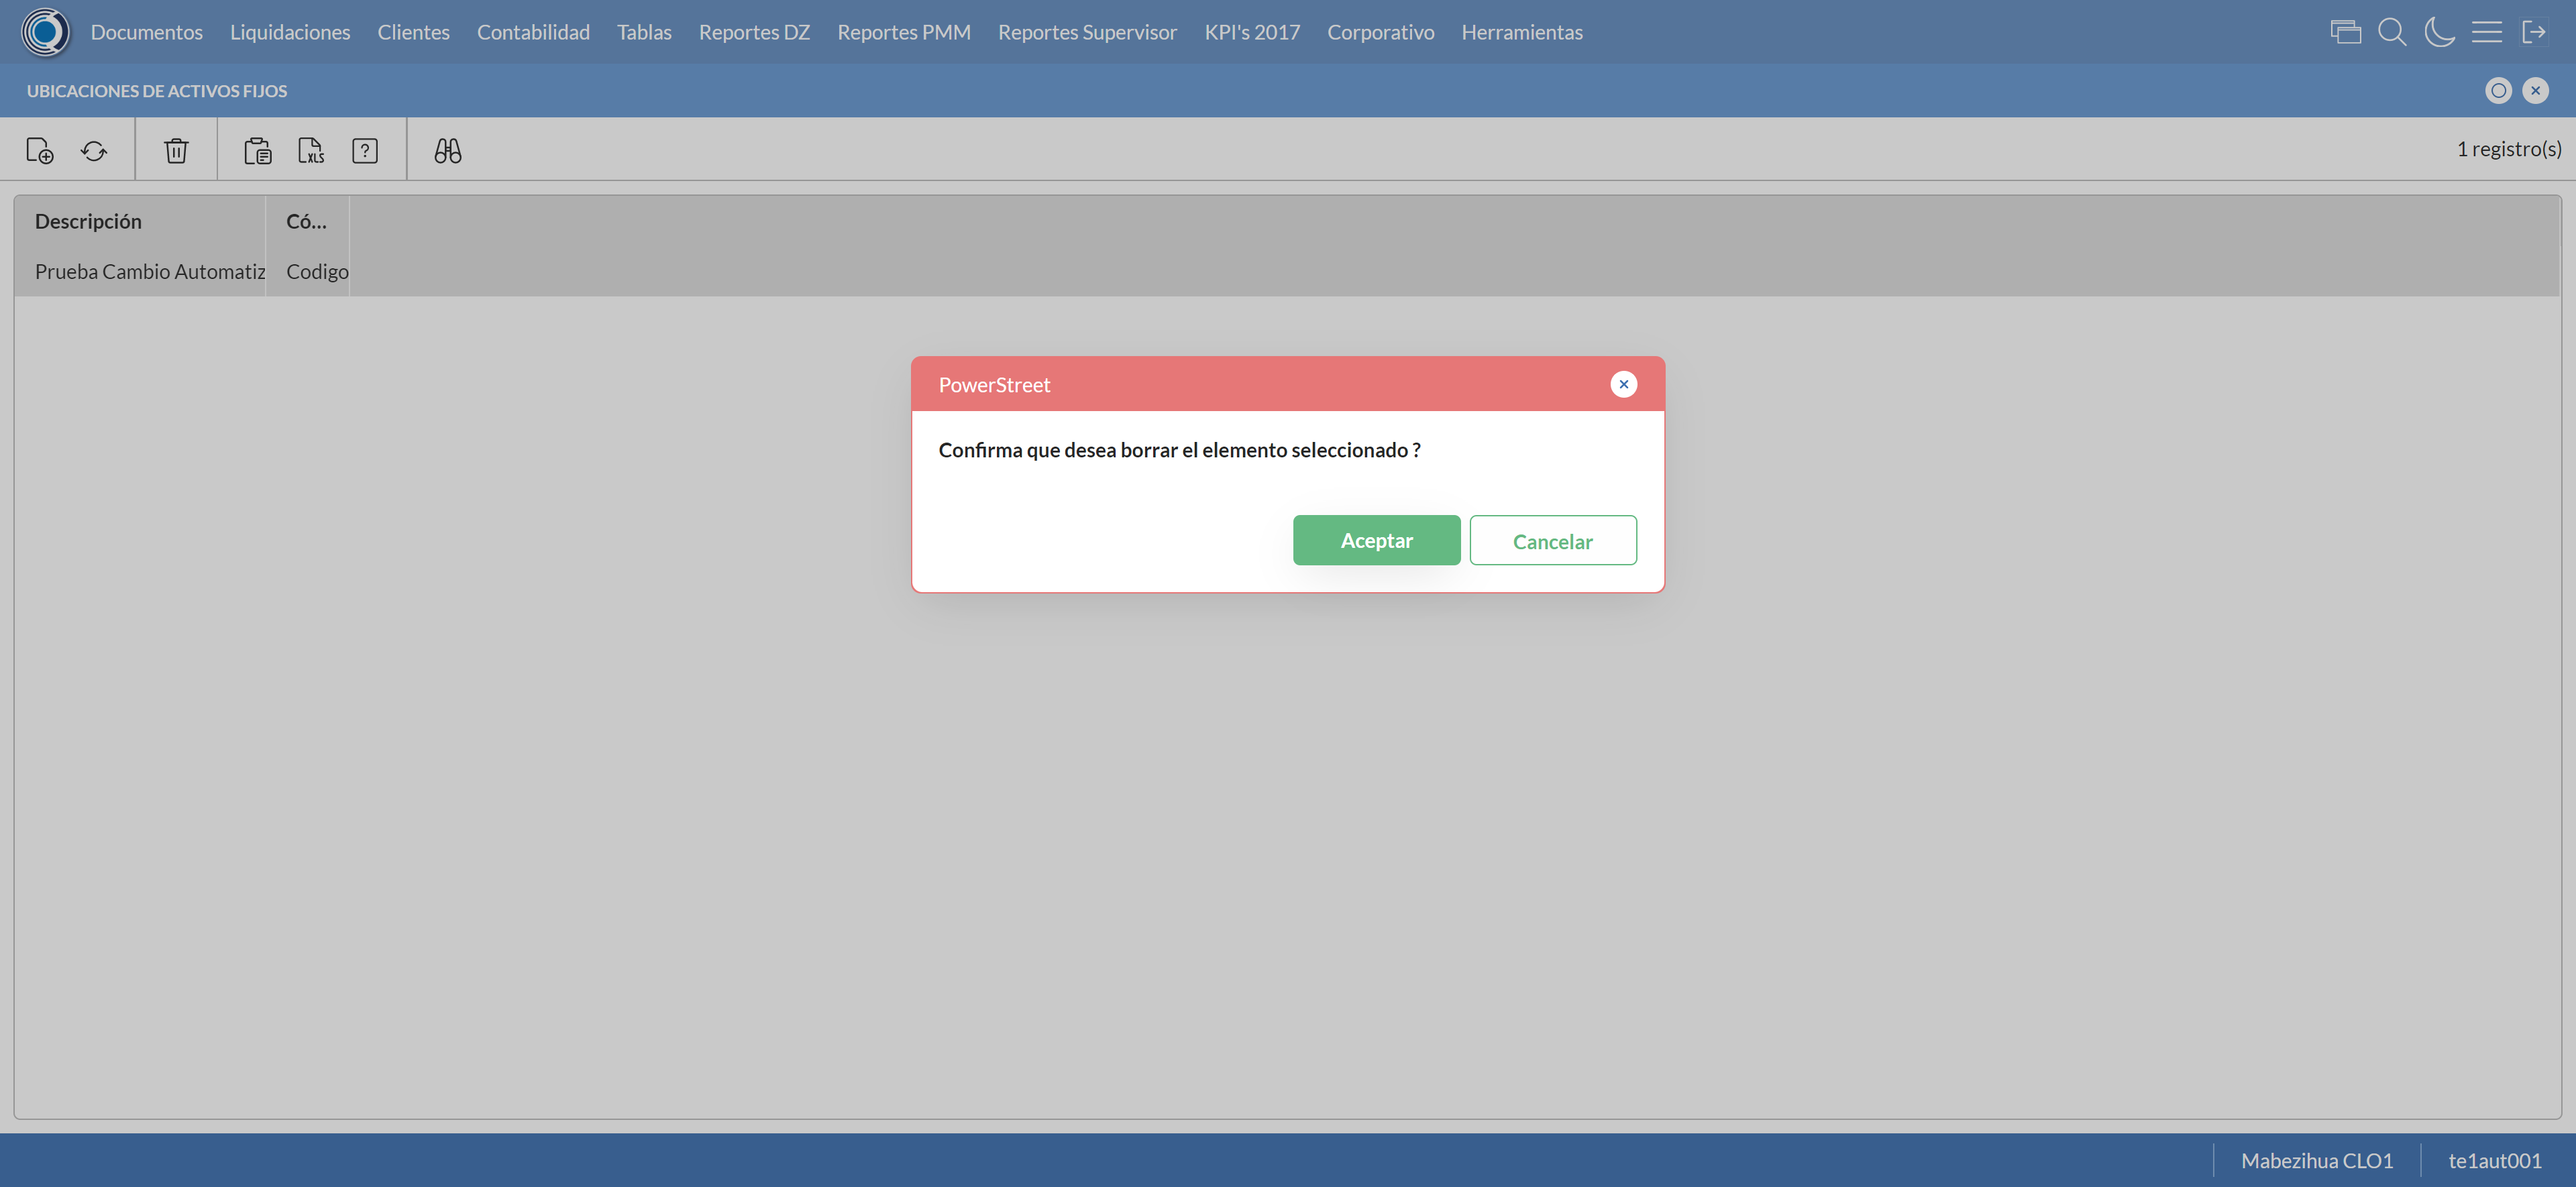 Documentos Liquidaciones Clientes Contabilidad Tablas Reportes DZ Reportes PMM Reportes Supervisor KPI's 2017 Corporativo Herramientas
UBICACIONES DE ACTIVOS FIJOS
XLS ? 1 registro(s)
Descripción Có...
Prueba Cambio Automatiz Codigo
PowerStreet
Confirma que desea borrar el elemento seleccionado ?
Aceptar Cancelar
Mabezihua CLO1 te1aut001